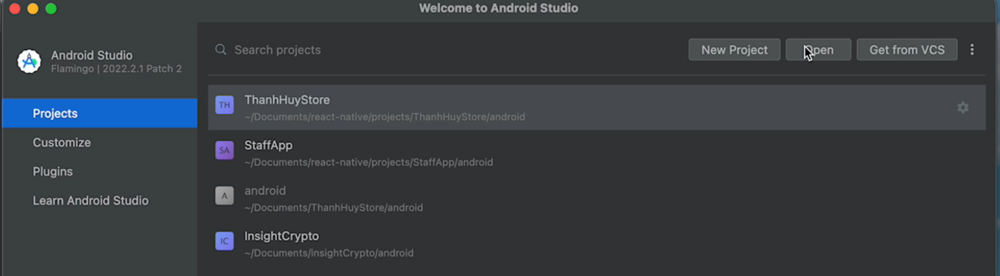 Welcome to Android Studio
Android Studio
Flamingo | 2022.2.1 Patch 2
Projects
Customize
Plugins
Learn Android Studio
Search projects
New Project
Open
Get from VCS
TH
ThanhHuyStore
~/Documents/react-native/projects/ThanhHuyStore/android
SA
StaffApp
~/Documents/react-native/projects/StaffApp/android
A
android
~/Documents/ThanhHuyStore/android
IC
InsightCrypto
~/Documents/insightCrypto/android